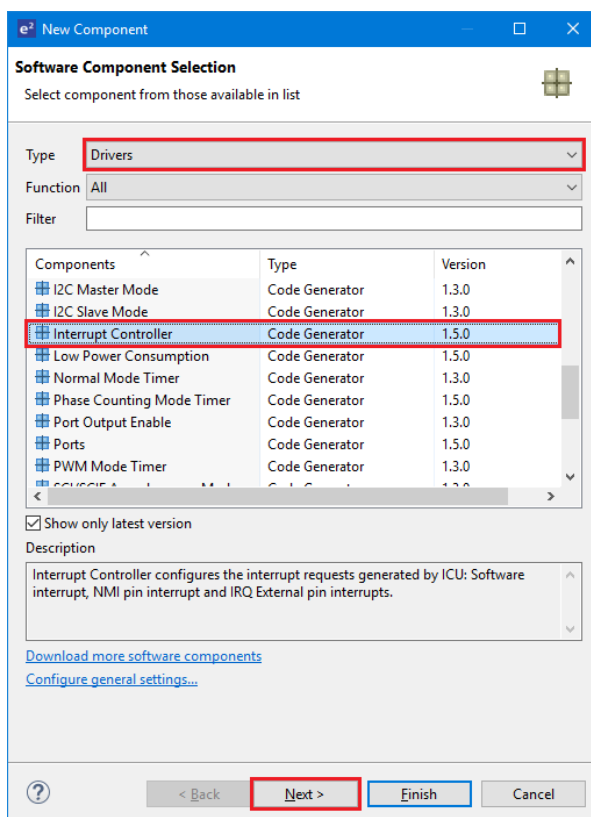 e² New Component
Software Component Selection
Select component from those available in list
Type Drivers
Function All
Filter
Components Type Version
I2C Master Mode Code Generator 1.3.0
I2C Slave Mode Code Generator 1.3.0
Interrupt Controller Code Generator 1.5.0
Low Power Consumption Code Generator 1.5.0
Normal Mode Timer Code Generator 1.3.0
Phase Counting Mode Timer Code Generator 1.5.0
Port Output Enable Code Generator 1.3.0
Ports Code Generator 1.5.0
PWM Mode Timer Code Generator 1.3.0
Show only latest version
Description
Interrupt Controller configures the interrupt requests generated by ICU: Software
interrupt, NMI pin interrupt and IRQ External pin interrupts.
Download more software components
Configure general settings...
? < Back Next > Finish Cancel